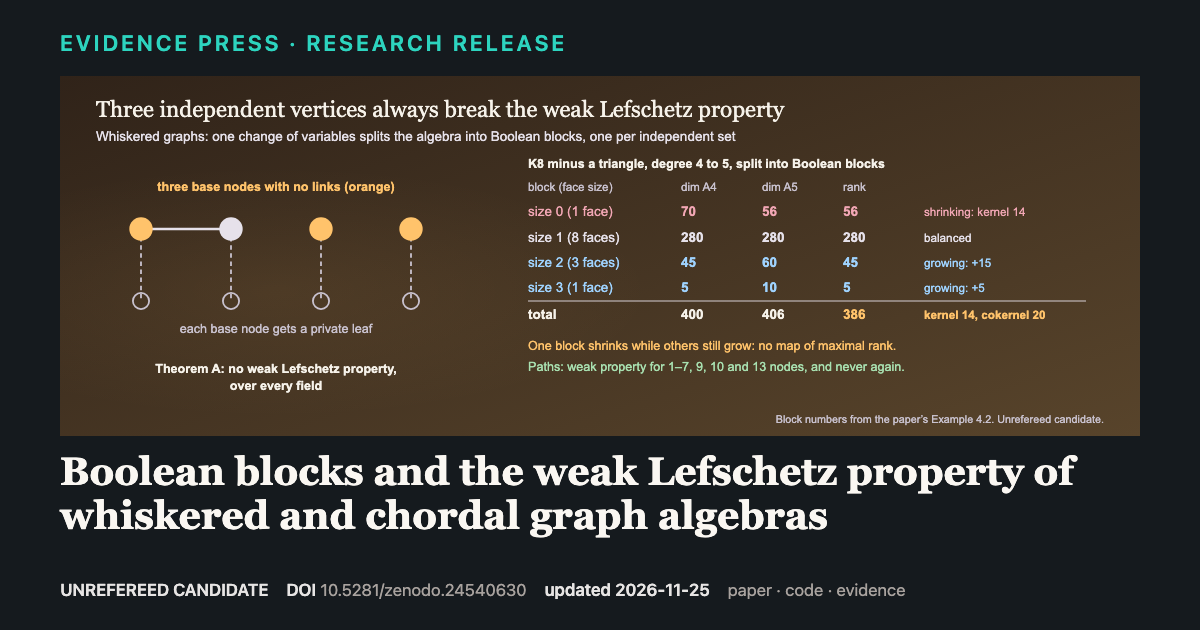 EVIDENCE PRESS · RESEARCH RELEASE
Three independent vertices always break the weak Lefschetz property
Whiskered graphs: one change of variables splits the algebra into Boolean blocks, one per independent set
three base nodes with no links (orange)
each base node gets a private leaf
Theorem A: no weak Lefschetz property,
over every field
K8 minus a triangle, degree 4 to 5, split into Boolean blocks
block (face size) dim A4 dim A5 rank
size 0 (1 face) 70 56 56 shrinking: kernel 14
size 1 (8 faces) 280 280 280 balanced
size 2 (3 faces) 45 60 45 growing: +15
size 3 (1 face) 5 10 5 growing: +5
total 400 406 386 kernel 14, cokernel 20
One block shrinks while others still grow: no map of maximal rank.
Paths: weak property for 1–7, 9, 10 and 13 nodes, and never again.
Block numbers from the paper's Example 4.2. Unrefereed candidate.
Boolean blocks and the weak Lefschetz property of
whiskered and chordal graph algebras
UNREFEREED CANDIDATE DOI 10.5281/zenodo.24540630 updated 2026-11-25 paper · code · evidence